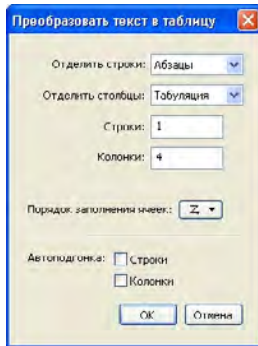 Преобразовать текст в таблицу
Отделить строки: Абзацы
Отделить столбцы: Табуляция
Строки: 1
Колонки: 4
Порядок заполнения ячеек: Z
Автоподгонка: Строки
Колонки
ОК Отмена